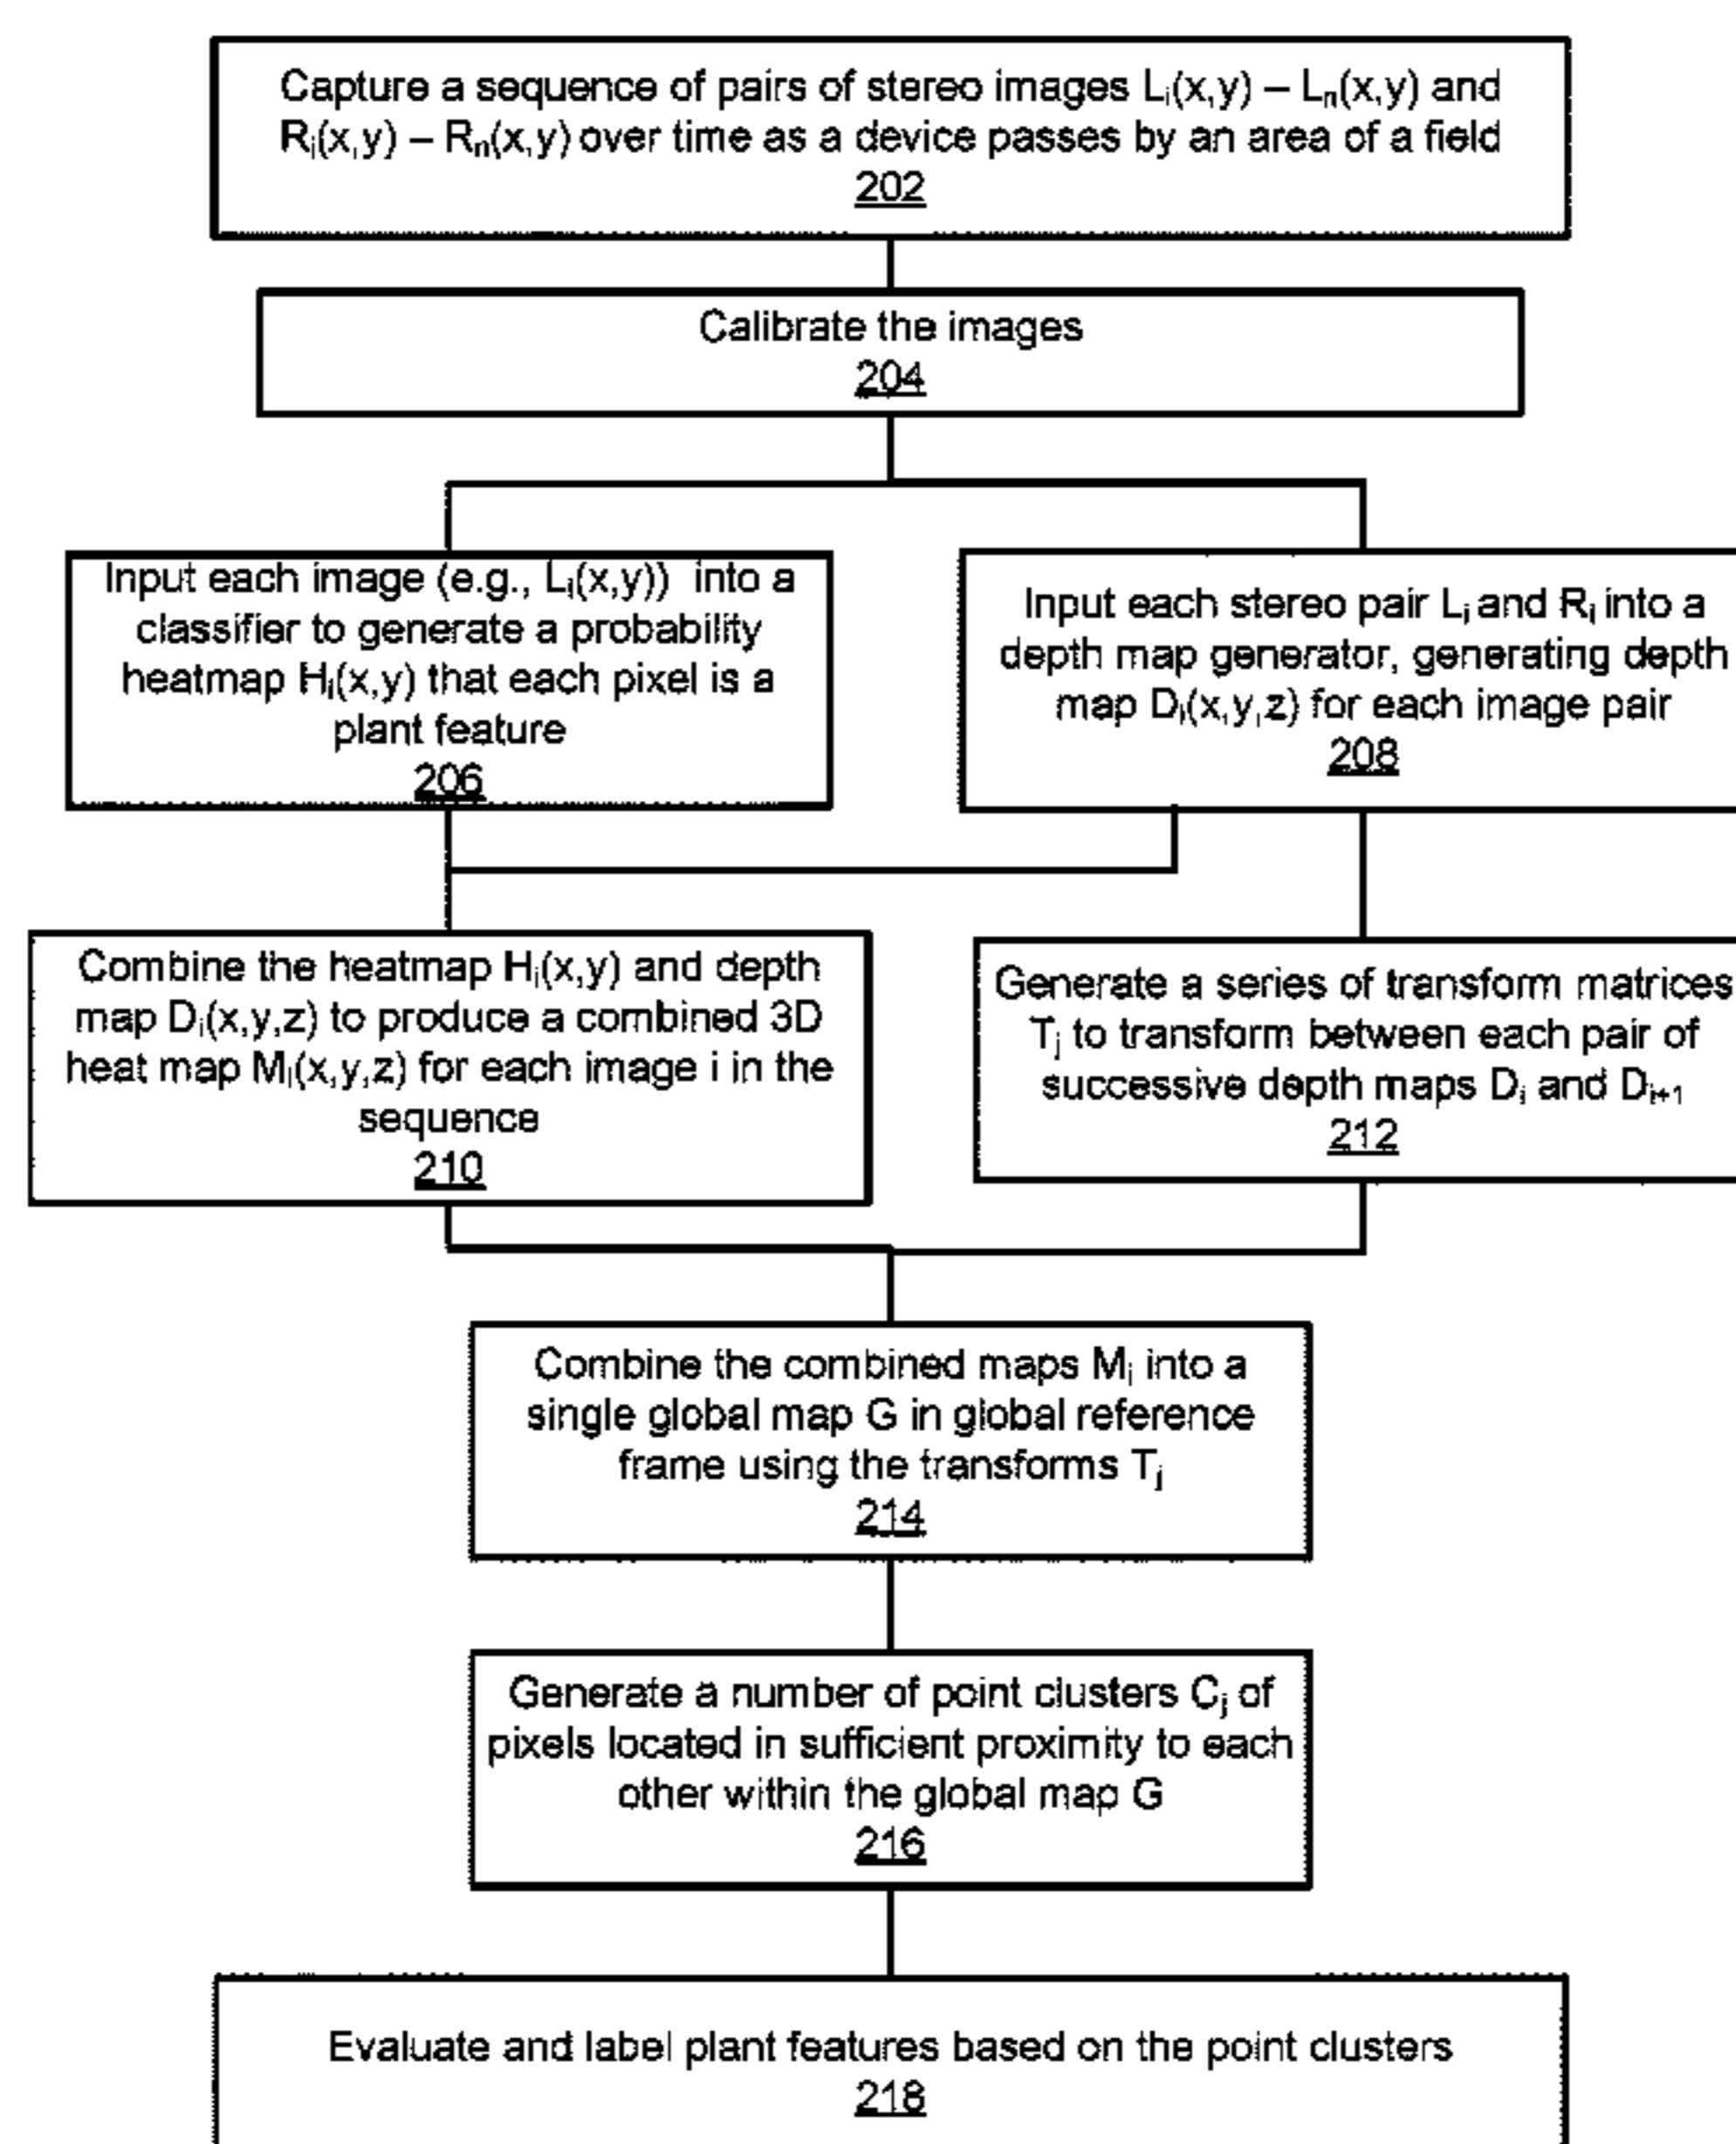 Capture a sequence of pairs of stereo images Li(x,y) – Ln(x,y) and
Ri(x,y) – Rn(x,y) over time as a device passes by an area of a field
202
Calibrate the images
204
Input each image (e.g., Li(x,y)) into a
classifier to generate a probability
heatmap Hi(x,y) that each pixel is a
plant feature
206
Input each stereo pair Li and Ri into a
depth map generator, generating depth
map Di(x,y,z) for each image pair
208
Combine the heatmap Hi(x,y) and depth
map Di(x,y,z) to produce a combined 3D
heat map Mi(x,y,z) for each image i in the
sequence
210
Generate a series of transform matrices
Tj to transform between each pair of
successive depth maps Di and Di+1
212
Combine the combined maps Mi into a
single global map G in global reference
frame using the transforms Tj
214
Generate a number of point clusters Cj of
pixels located in sufficient proximity to each
other within the global map G
216
Evaluate and label plant features based on the point clusters
218